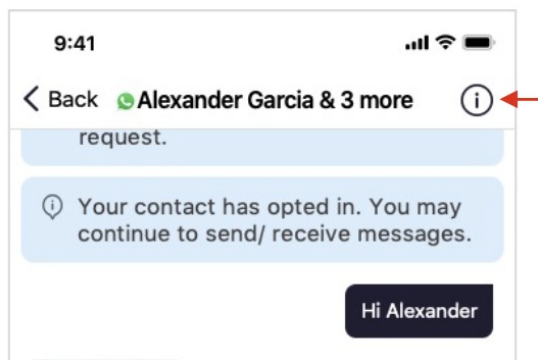 9:41
Back Alexander Garcia & 3 more
request.
Your contact has opted in. You may
continue to send/ receive messages.
Hi Alexander